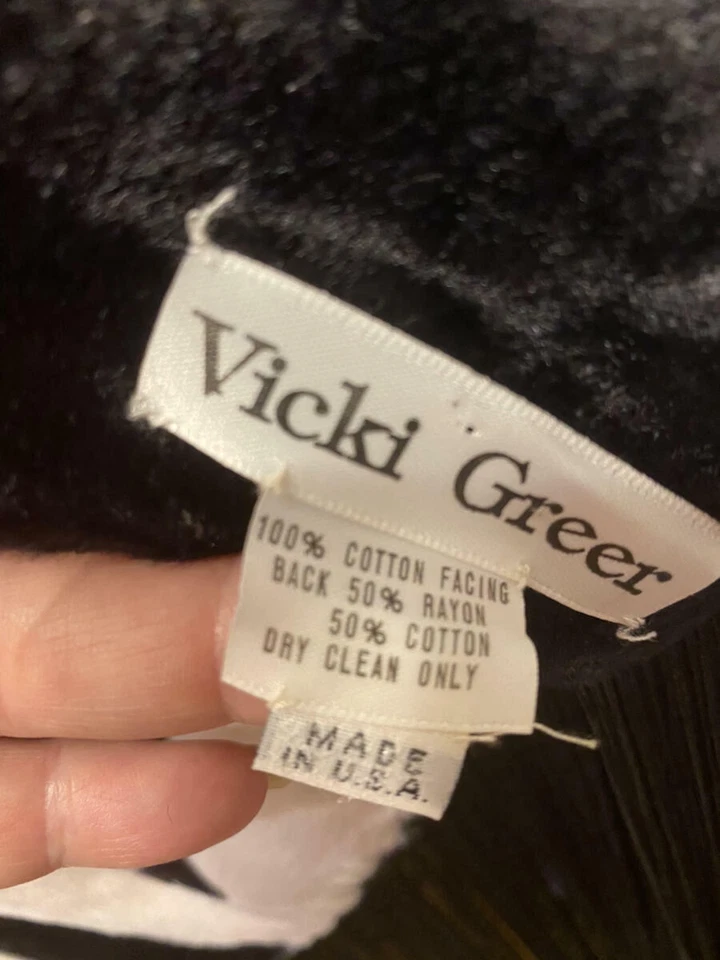 Vicki Greer
100% COTTON FACING
BACK 50% RAYON
50% COTTON
DRY CLEAN ONLY
MADE
IN U.S.A.